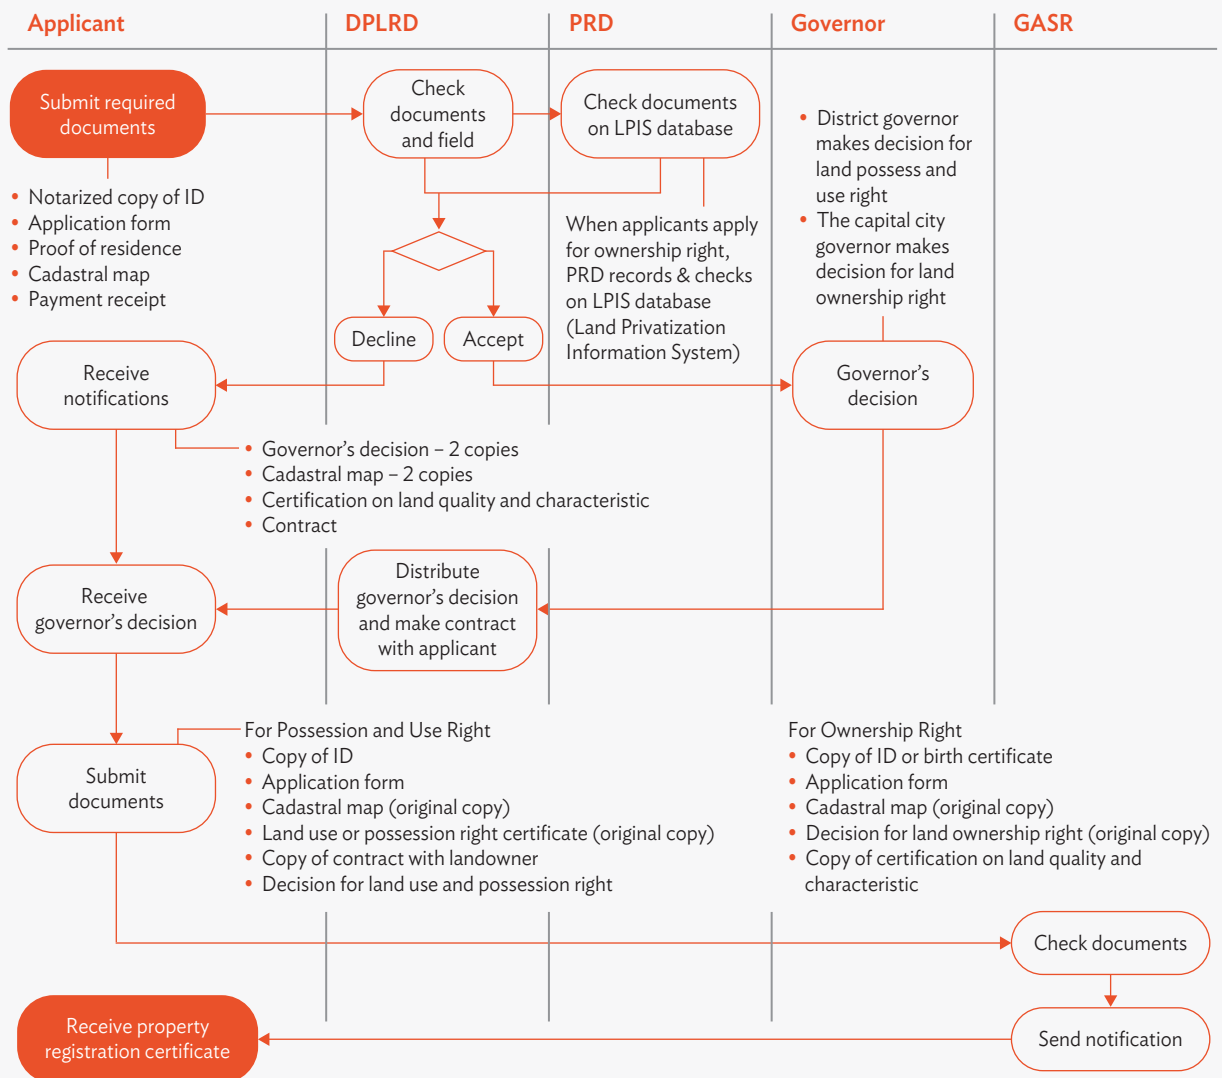 Applicant
DPLRD
PRD
Governor
GASR
Submit required
documents
Check
documents
and field
Check documents
on LPIS database
• District governor
makes decision for
land possess and
use right
• The capital city
governor makes
decision for land
ownership right
• Notarized copy of ID
• Application form
• Proof of residence
• Cadastral map
• Payment receipt
When applicants apply
for ownership right,
PRD records & checks
on LPIS database
(Land Privatization
Information System)
Decline
Accept
Receive
notifications
Governor's
decision
• Governor's decision – 2 copies
• Cadastral map – 2 copies
• Certification on land quality and characteristic
• Contract
Receive
governor's decision
Distribute
governor's decision
and make contract
with applicant
Submit
documents
For Possession and Use Right
• Copy of ID
• Application form
• Cadastral map (original copy)
• Land use or possession right certificate (original copy)
• Copy of contract with landowner
• Decision for land use and possession right
For Ownership Right
• Copy of ID or birth certificate
• Application form
• Cadastral map (original copy)
• Decision for land ownership right (original copy)
• Copy of certification on land quality and
characteristic
Check documents
Receive property
registration certificate
Send notification